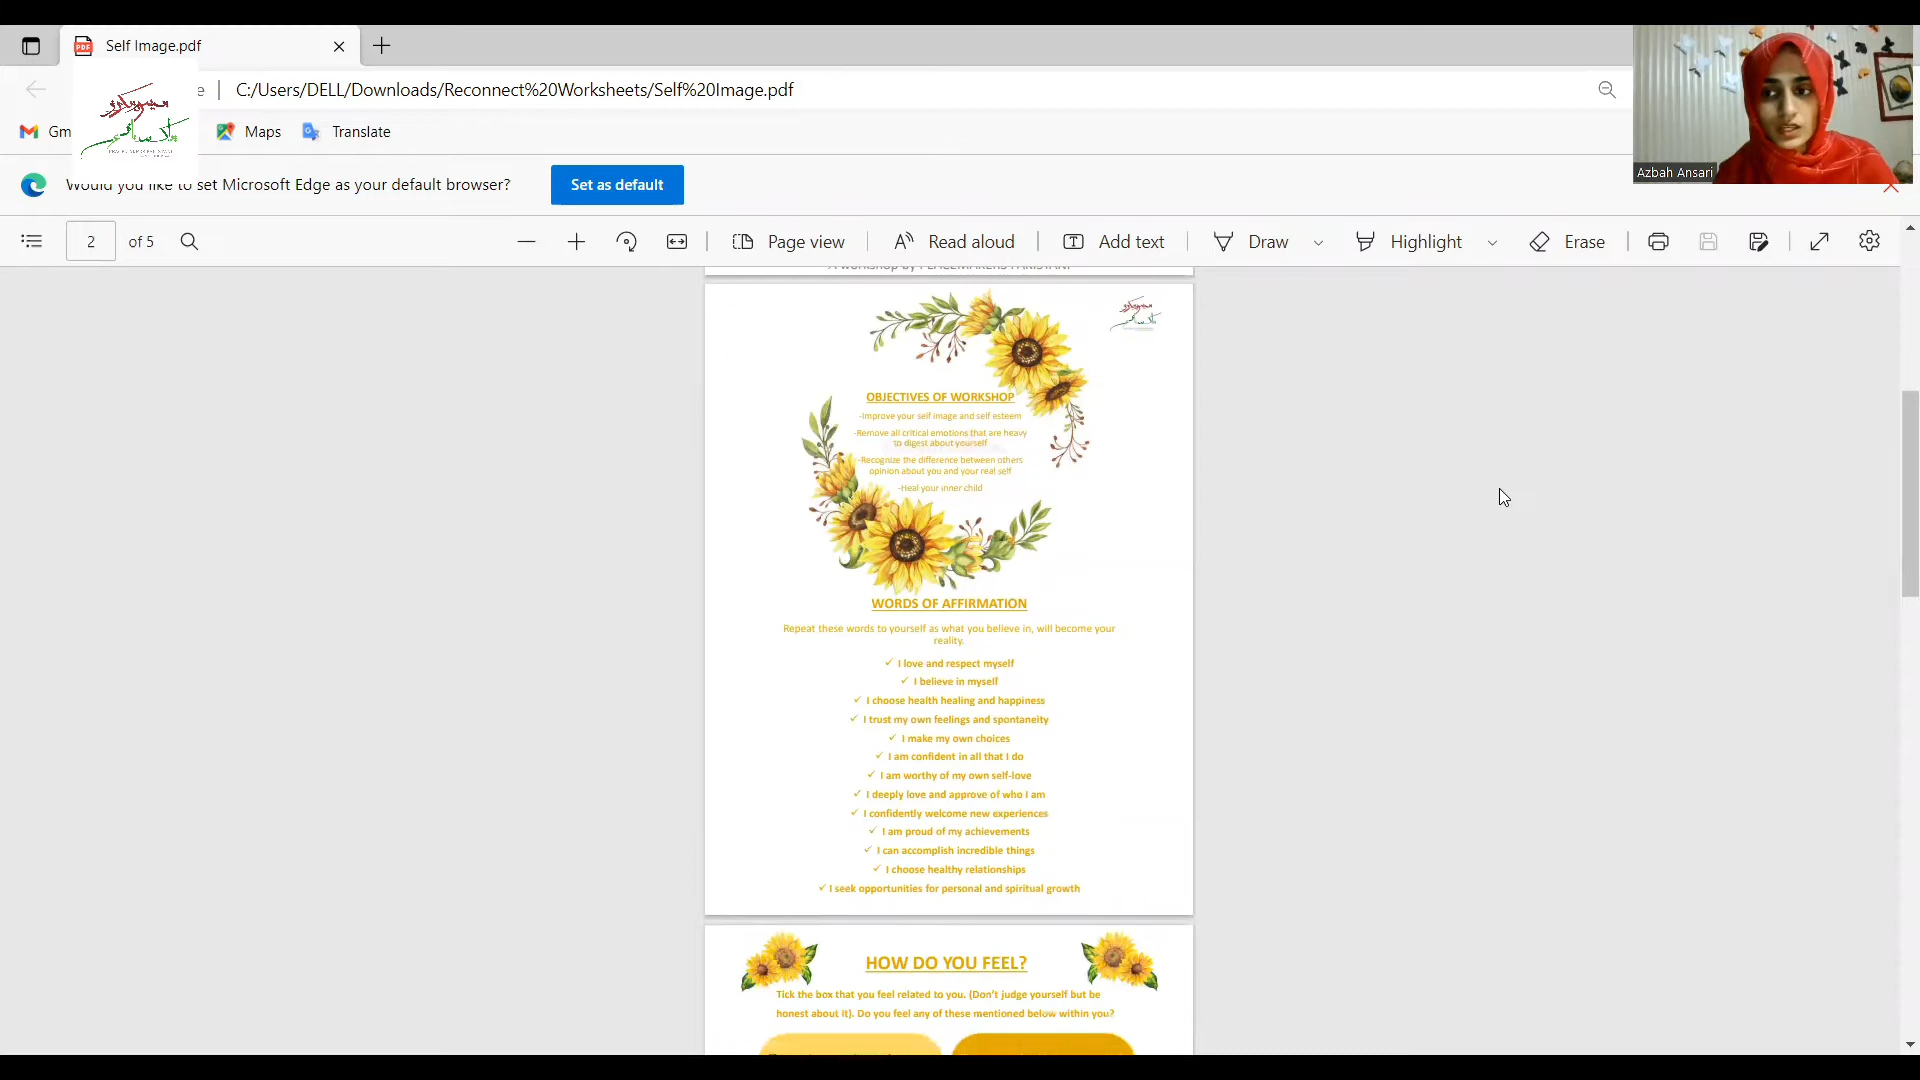 Self Image.pdf
C:/Users/DELL/Downloads/Reconnect%20Worksheets/Self%20Image.pdf
Gm
Maps
Translate
Would you like to set Microsoft Edge as your default browser?
Set as default
Azbah Ansari
2 of 5
Page view
Read aloud
Add text
Draw
Highlight
Erase
A workshop by PEACEMAKERS PAKISTANI
OBJECTIVES OF WORKSHOP
-Improve your self image and self esteem
-Remove all critical emotions that are heavy
to digest about yourself
-Recognize the difference between others
opinion about you and your real self
-Heal your inner child
WORDS OF AFFIRMATION
Repeat these words to yourself as what you believe in, will become your
reality.
✓ I love and respect myself
✓ I believe in myself
✓ I choose health healing and happiness
✓ I trust my own feelings and spontaneity
✓ I make my own choices
✓ I am confident in all that I do
✓ I am worthy of my own self-love
✓ I deeply love and approve of who I am
✓ I confidently welcome new experiences
✓ I am proud of my achievements
✓ I can accomplish incredible things
✓ I choose healthy relationships
✓ I seek opportunities for personal and spiritual growth
HOW DO YOU FEEL?
Tick the box that you feel related to you. (Don't judge yourself but be
honest about it). Do you feel any of these mentioned below within you?